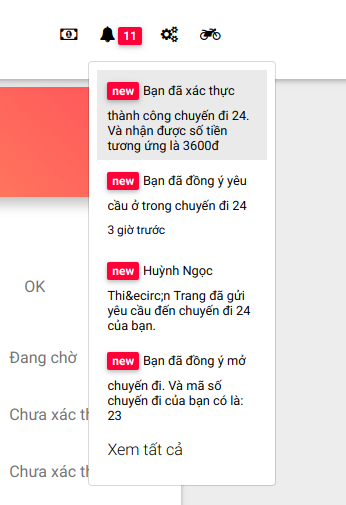 11
new Bạn đã xác thực
thành công chuyến đi 24.
Và nhận được số tiền
tương ứng là 3600đ
new Bạn đã đồng ý yêu
cầu ở trong chuyến đi 24
3 giờ trước
new Huỳnh Ngọc
Thi&ecirc;n Trang đã gửi
yêu cầu đến chuyến đi 24
của bạn.
new Bạn đã đồng ý mở
chuyến đi. Và mã số
chuyến đi của bạn có là:
23
Xem tất cả
OK
Đang chờ
Chưa xác th
Chưa xác th